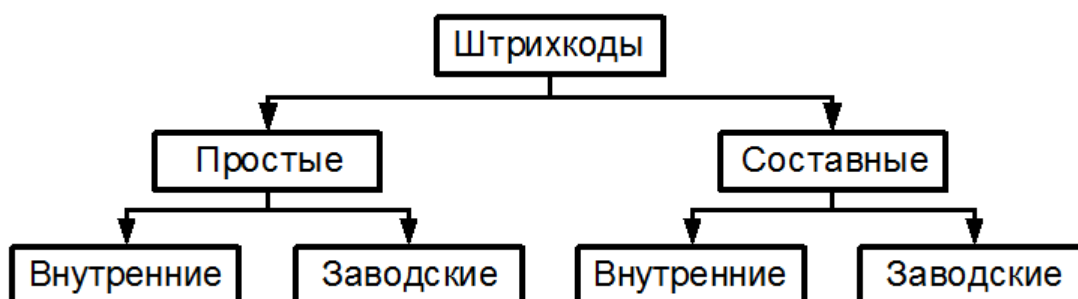 Штрихкоды
Простые
Составные
Внутренние
Заводские
Внутренние
Заводские